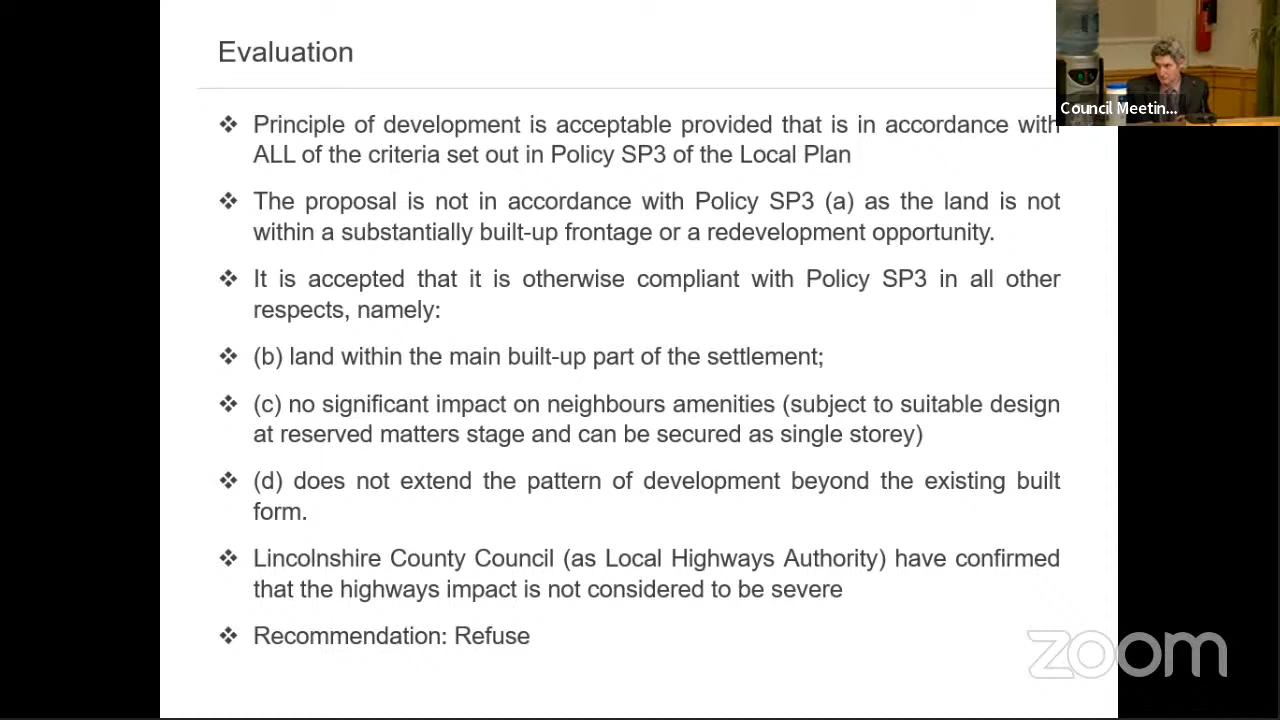 Evaluation
Council Meetin...
❖ Principle of development is acceptable provided that is in accordance with
ALL of the criteria set out in Policy SP3 of the Local Plan
❖ The proposal is not in accordance with Policy SP3 (a) as the land is not
within a substantially built-up frontage or a redevelopment opportunity.
❖ It is accepted that it is otherwise compliant with Policy SP3 in all other
respects, namely:
❖ (b) land within the main built-up part of the settlement;
❖ (c) no significant impact on neighbours amenities (subject to suitable design
at reserved matters stage and can be secured as single storey)
❖ (d) does not extend the pattern of development beyond the existing built
form.
❖ Lincolnshire County Council (as Local Highways Authority) have confirmed
that the highways impact is not considered to be severe
❖ Recommendation: Refuse
zoom